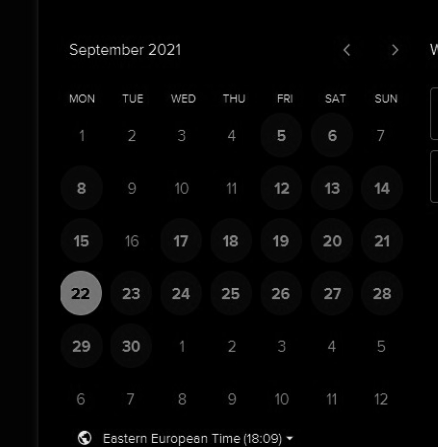 September 2021
W
MON TUE WED THU FRI SAT SUN
1 2 3 4 5 6 7
8 9 10 11 12 13 14
15 16 17 18 19 20 21
22 23 24 25 26 27 28
29 30 1 2 3 4 5
6 7 8 9 10 11 12
Eastern European Time (18:09)